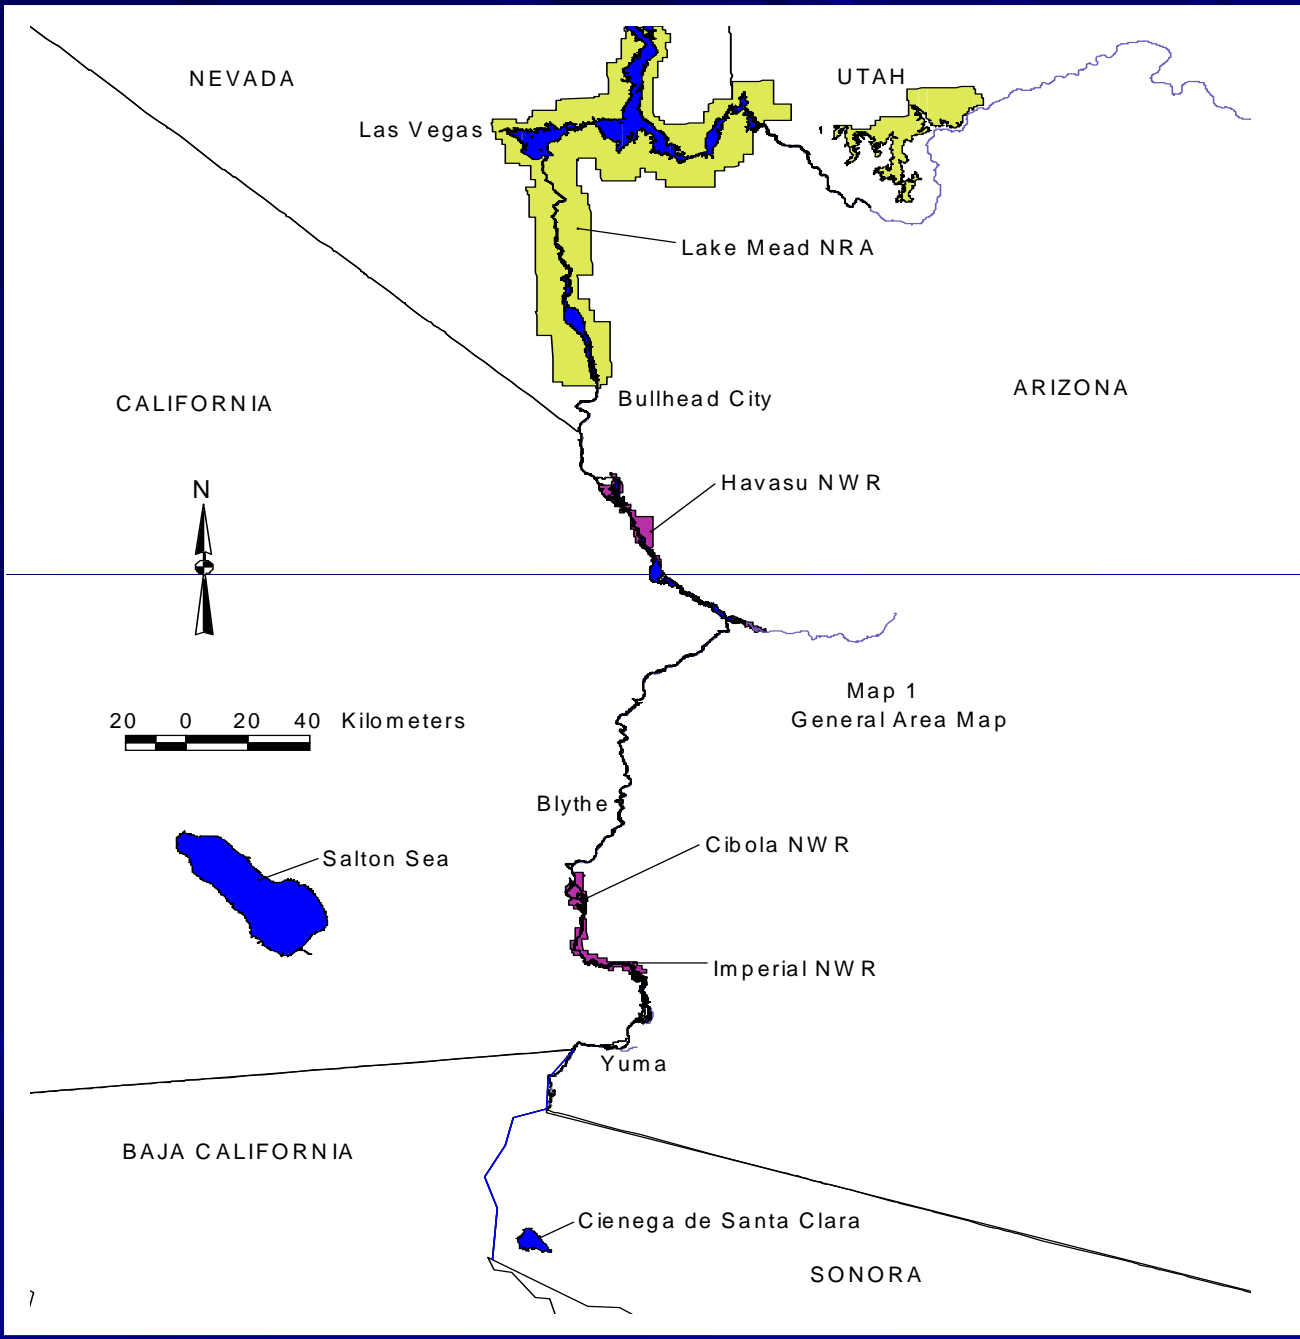 NEVADA
UTAH
Las Vegas
Lake Mead NRA
ARIZONA
Bullhead City
CALIFORNIA
Havasu NWR
N
Map 1
General Area Map
20 0 20 40 Kilometers
Blythe
Cibola NWR
Salton Sea
Imperial NWR
Yuma
BAJA CALIFORNIA
Cienega de Santa Clara
SONORA